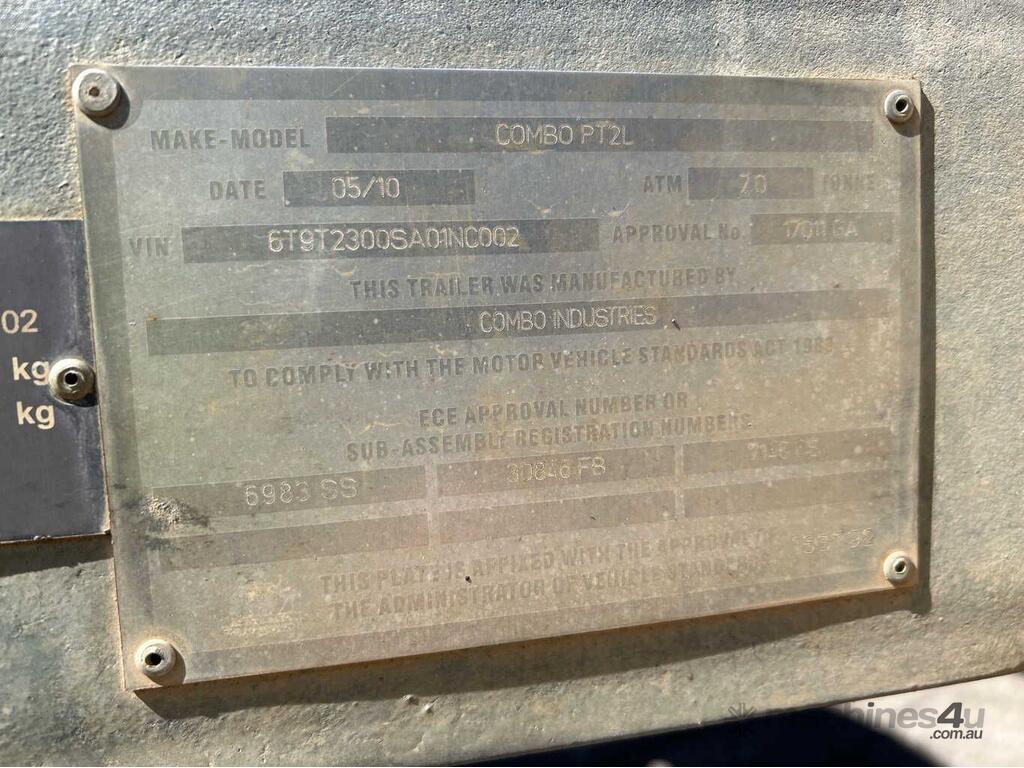 MAKE-MODEL COMBO PT2L
DATE 05/10 ATM 7.0 TONNE
VIN 6T9T2300SA01NC002 APPROVAL No.
THIS TRAILER WAS MANUFACTURED BY
COMBO INDUSTRIES
02
kg
kg
TO COMPLY WITH THE MOTOR VEHICLE STANDARDS ACT 1989
ECE APPROVAL NUMBER OR
SUB-ASSEMBLY REGISTRATION NUMBERS
6983 SS 30846 FB
THIS PLATE IS AFFIXED WITH THE APPROVAL OF
THE ADMINISTRATOR OF VEHICLE STANDARDS
machines4u
.com.au